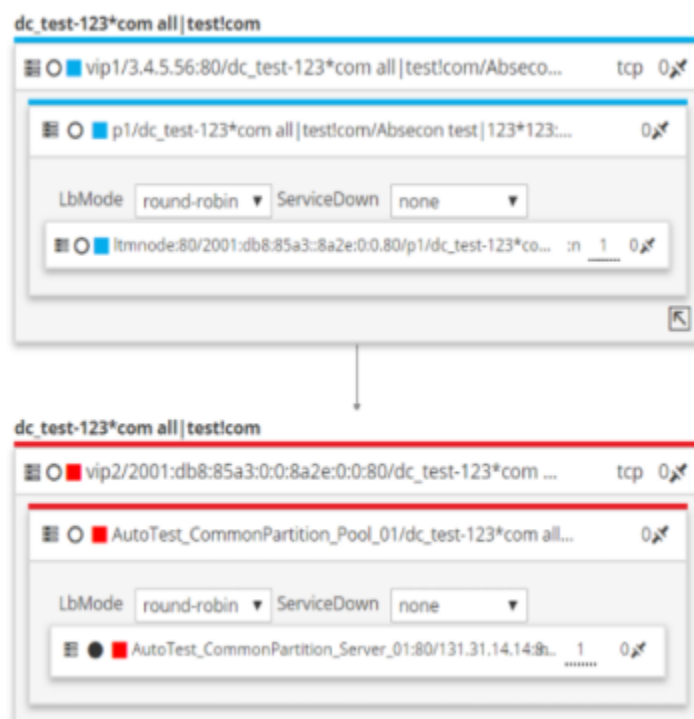 dc_test-123*com all|test!com
vip1/3.4.5.56:80/dc_test-123*com all|test!com/Abseco... tcp 0
p1/dc_test-123*com all|test!com/Absecon test|123*123:... 0
LbMode round-robin ServiceDown none
ltmnode:80/2001:db8:85a3::8a2e:0:0.80/p1/dc_test-123*co... :n 1 0
dc_test-123*com all|test!com
vip2/2001:db8:85a3:0:0:8a2e:0:0:80/dc_test-123*com ... tcp 0
AutoTest_CommonPartition_Pool_01/dc_test-123*com all... 0
LbMode round-robin ServiceDown none
AutoTest_CommonPartition_Server_01:80/131.31.14.14:8 1 0